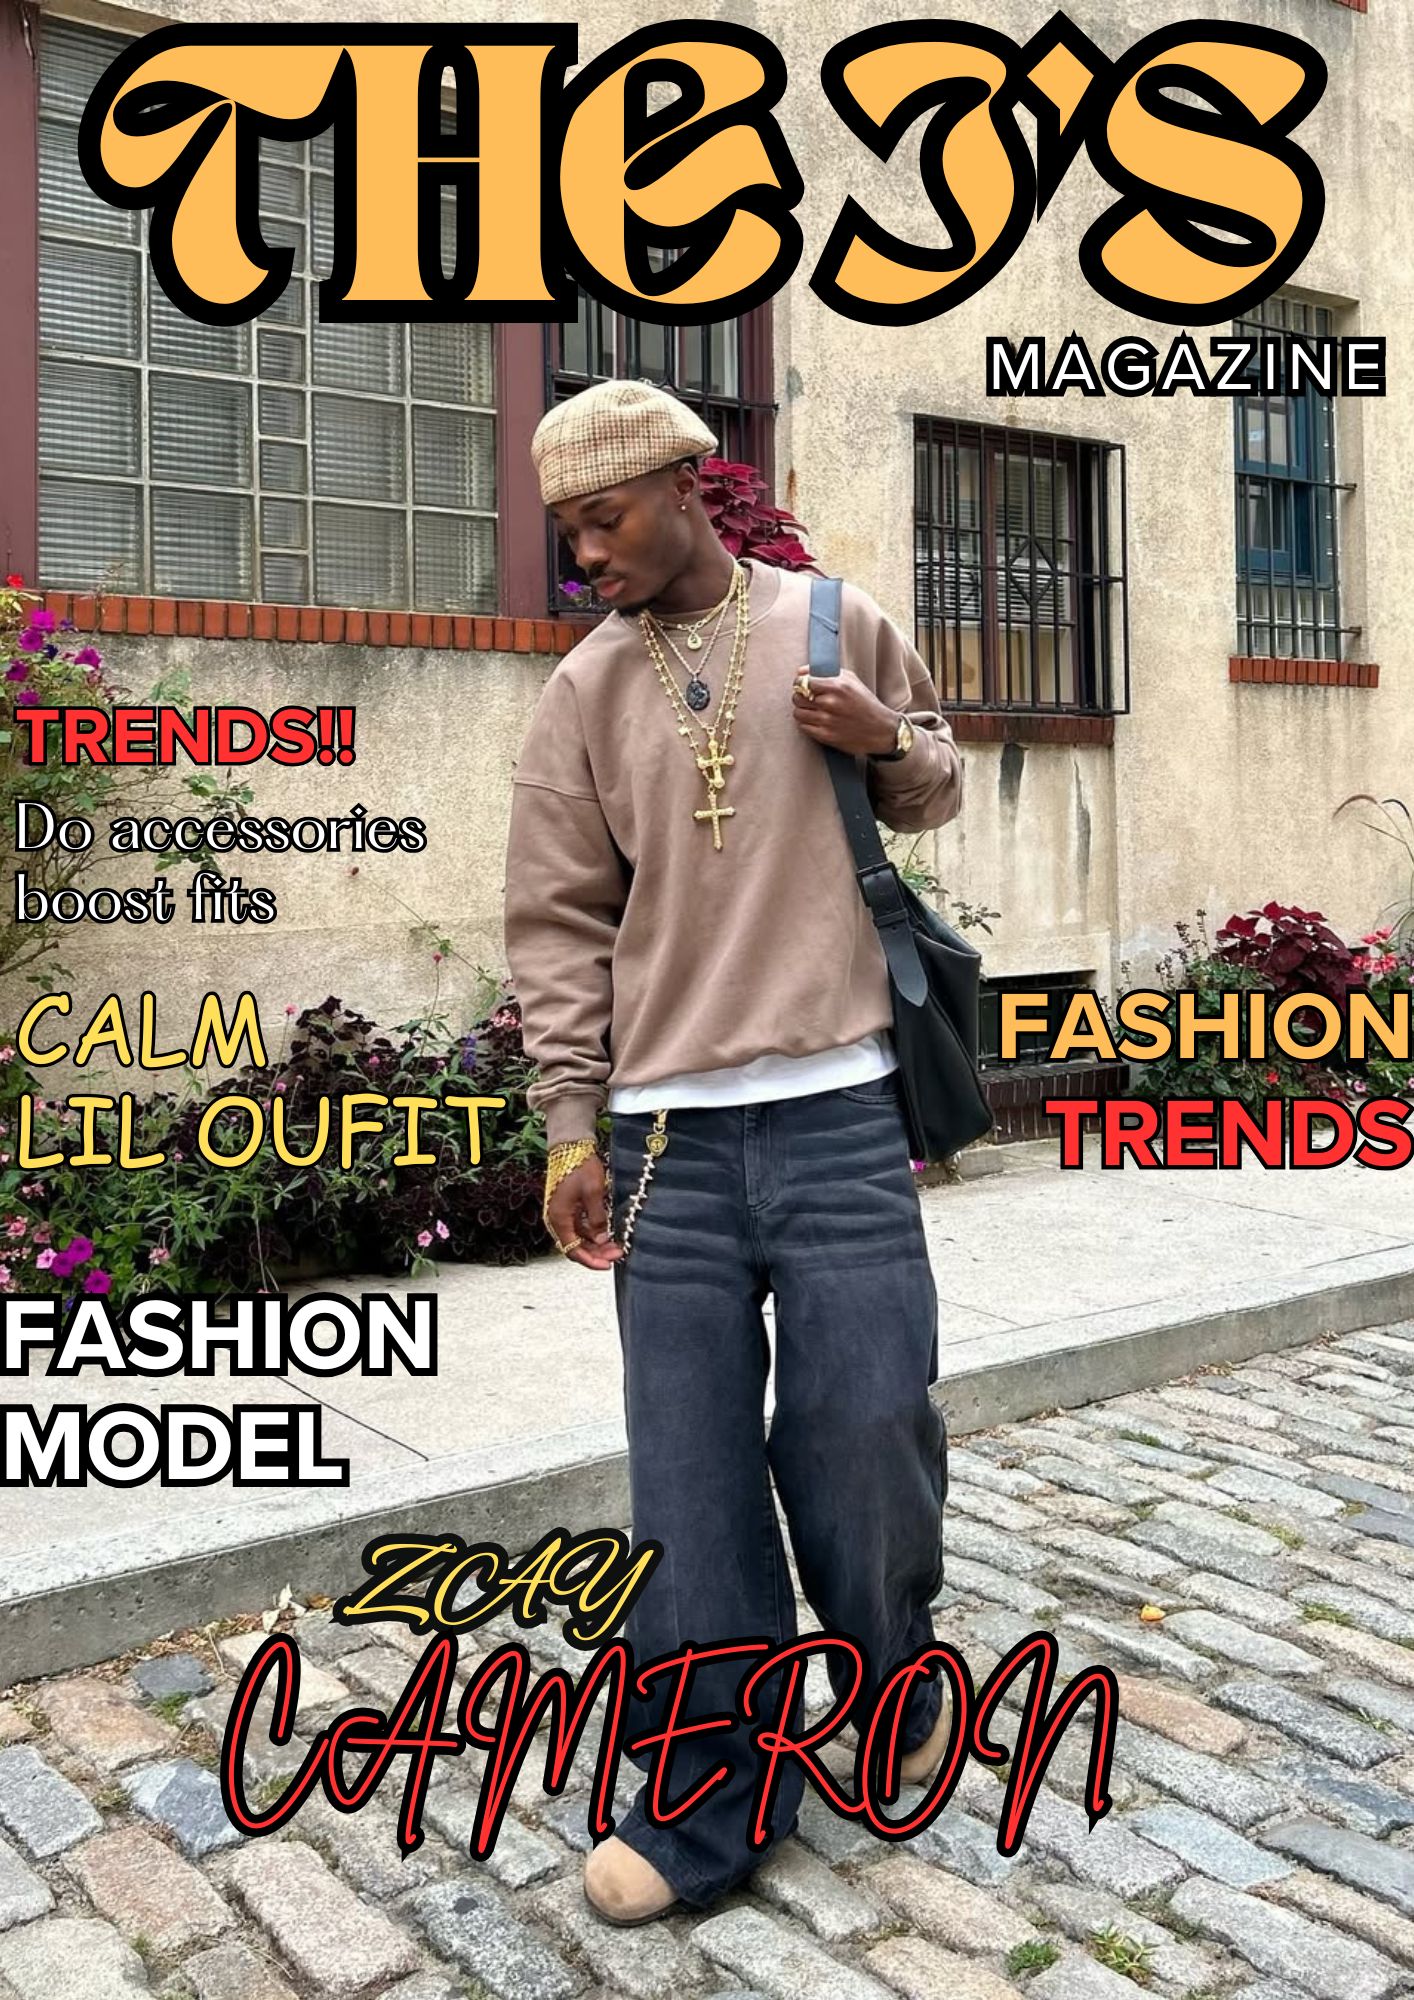 THE J'S
MAGAZINE
TRENDS!!
Do accessories
boost fits
CALM
LIL OUFIT
FASHION
TRENDS
FASHION
MODEL
ZCAY
CAMERON